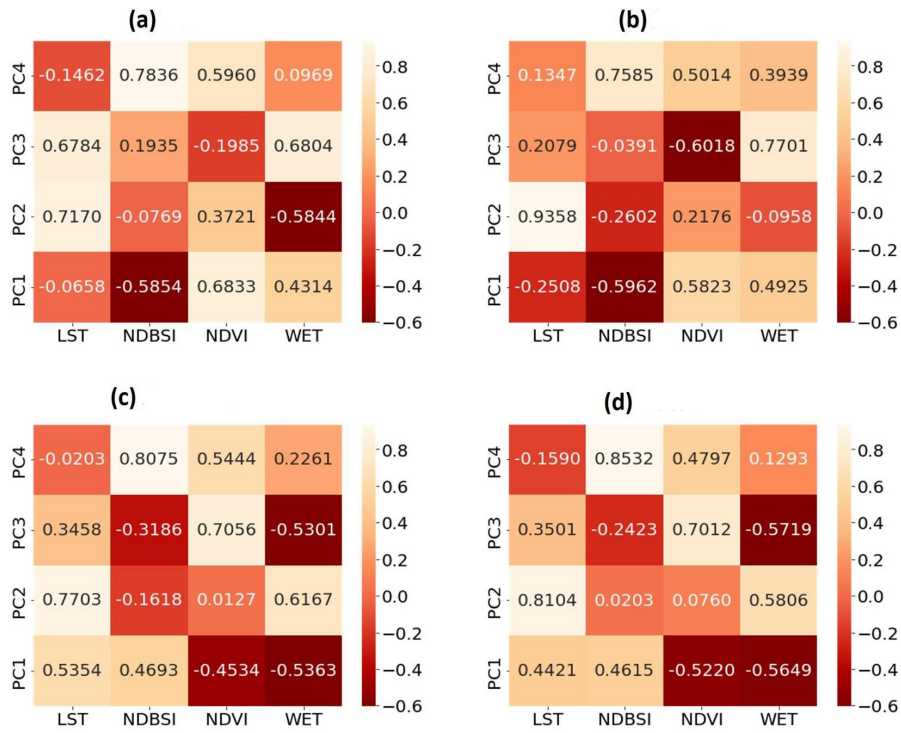 (a)
PC4 -0.1462 0.7836 0.5960 0.0969
PC3 0.6784 0.1935 -0.1985 0.6804
PC2 0.7170 -0.0769 0.3721 -0.5844
PC1 -0.0658 -0.5854 0.6833 0.4314
LST NDBSI NDVI WET
0.8
0.6
0.4
0.2
0.0
−0.2
−0.4
−0.6
(b)
PC4 0.1347 0.7585 0.5014 0.3939
PC3 0.2079 -0.0391 -0.6018 0.7701
PC2 0.9358 -0.2602 0.2176 -0.0958
PC1 -0.2508 -0.5962 0.5823 0.4925
LST NDBSI NDVI WET
0.8
0.6
0.4
0.2
0.0
−0.2
−0.4
−0.6
(c)
PC4 -0.0203 0.8075 0.5444 0.2261
PC3 0.3458 -0.3186 0.7056 -0.5301
PC2 0.7703 -0.1618 0.0127 0.6167
PC1 0.5354 0.4693 -0.4534 -0.5363
LST NDBSI NDVI WET
0.8
0.6
0.4
0.2
0.0
−0.2
−0.4
−0.6
(d)
PC4 -0.1590 0.8532 0.4797 0.1293
PC3 0.3501 -0.2423 0.7012 -0.5719
PC2 0.8104 0.0203 0.0760 0.5806
PC1 0.4421 0.4615 -0.5220 -0.5649
LST NDBSI NDVI WET
0.8
0.6
0.4
0.2
0.0
−0.2
−0.4
−0.6